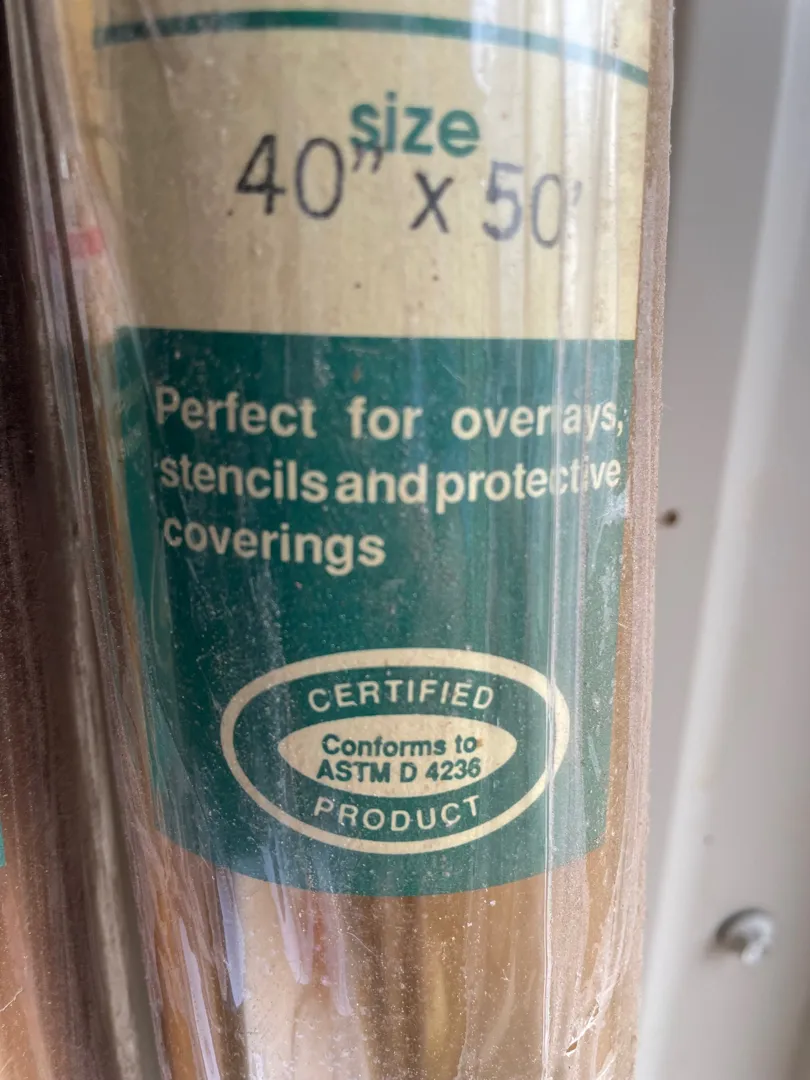 size
40" x 50'
Perfect for overlays,
stencils and protective
coverings
CERTIFIED
Conforms to
ASTM D 4236
PRODUCT